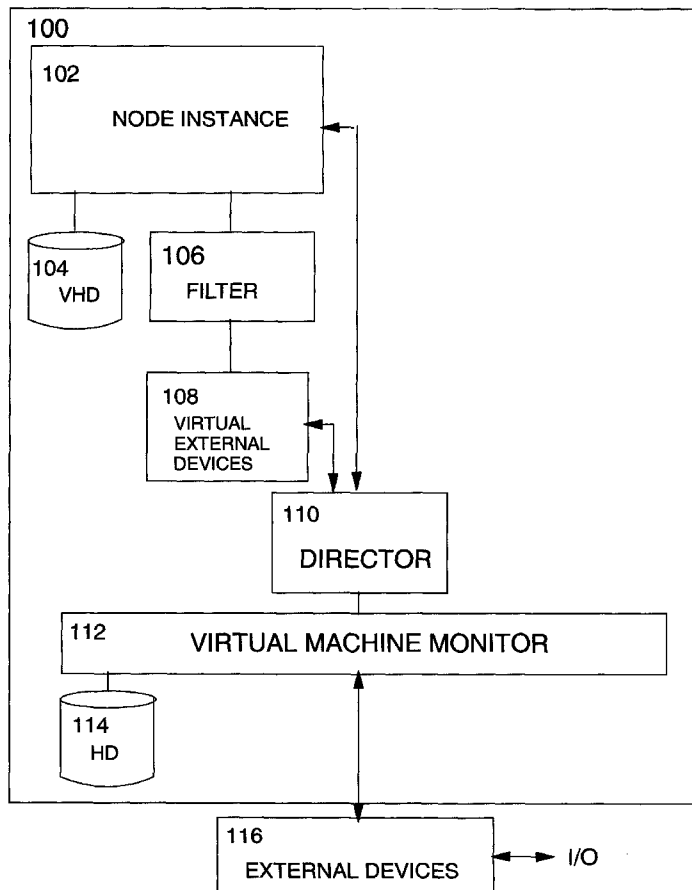 100
102
NODE INSTANCE
104
VHD
106
FILTER
108
VIRTUAL
EXTERNAL
DEVICES
110
DIRECTOR
112
VIRTUAL MACHINE MONITOR
114
HD
116
EXTERNAL DEVICES
I/O